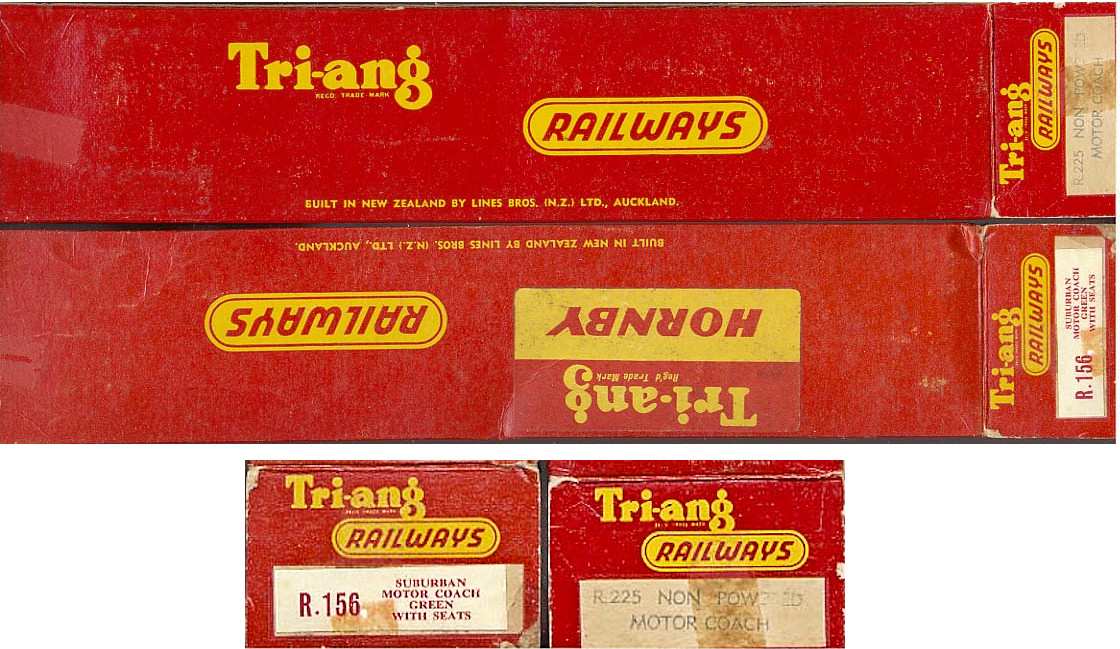 Tri-ang
REGD. TRADE-MARK
RAILWAYS
BUILT IN NEW ZEALAND BY LINES BROS. (N.Z.) LTD., AUCKLAND.
Tri-ang
RAILWAYS
R.225 NON
MOTOR COACH
BUILT IN NEW ZEALAND BY LINES BROS. (N.Z.) LTD., AUCKLAND.
RAILWAYS
Tri-ang
Reg'd Trade Mark
HORNBY
Tri-ang
RAILWAYS
R.156
SUBURBAN
MOTOR COACH
GREEN
WITH SEATS
Tri-ang
RAILWAYS
R.156
SUBURBAN
MOTOR COACH
GREEN
WITH SEATS
Tri-ang
RAILWAYS
R.225 NON
MOTOR COACH